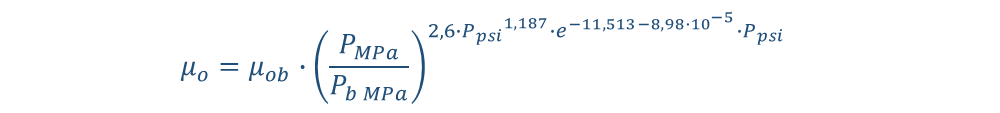 μ_o = μ_ob · (P_MPa / P_b MPa)^(2,6·P_psi^1,187·e^(−11,513−8,98·10^−5·P_psi))